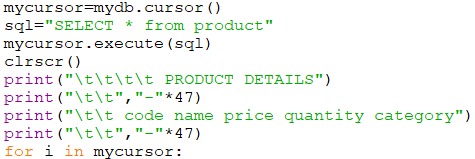 mycursor=mydb.cursor()
sql="SELECT * from product"
mycursor.execute(sql)
clrscr()
print("\t\t\t\t PRODUCT DETAILS")
print("\t\t","-"*47)
print("\t\t code name price quantity category")
print("\t\t","-"*47)
for i in mycursor: